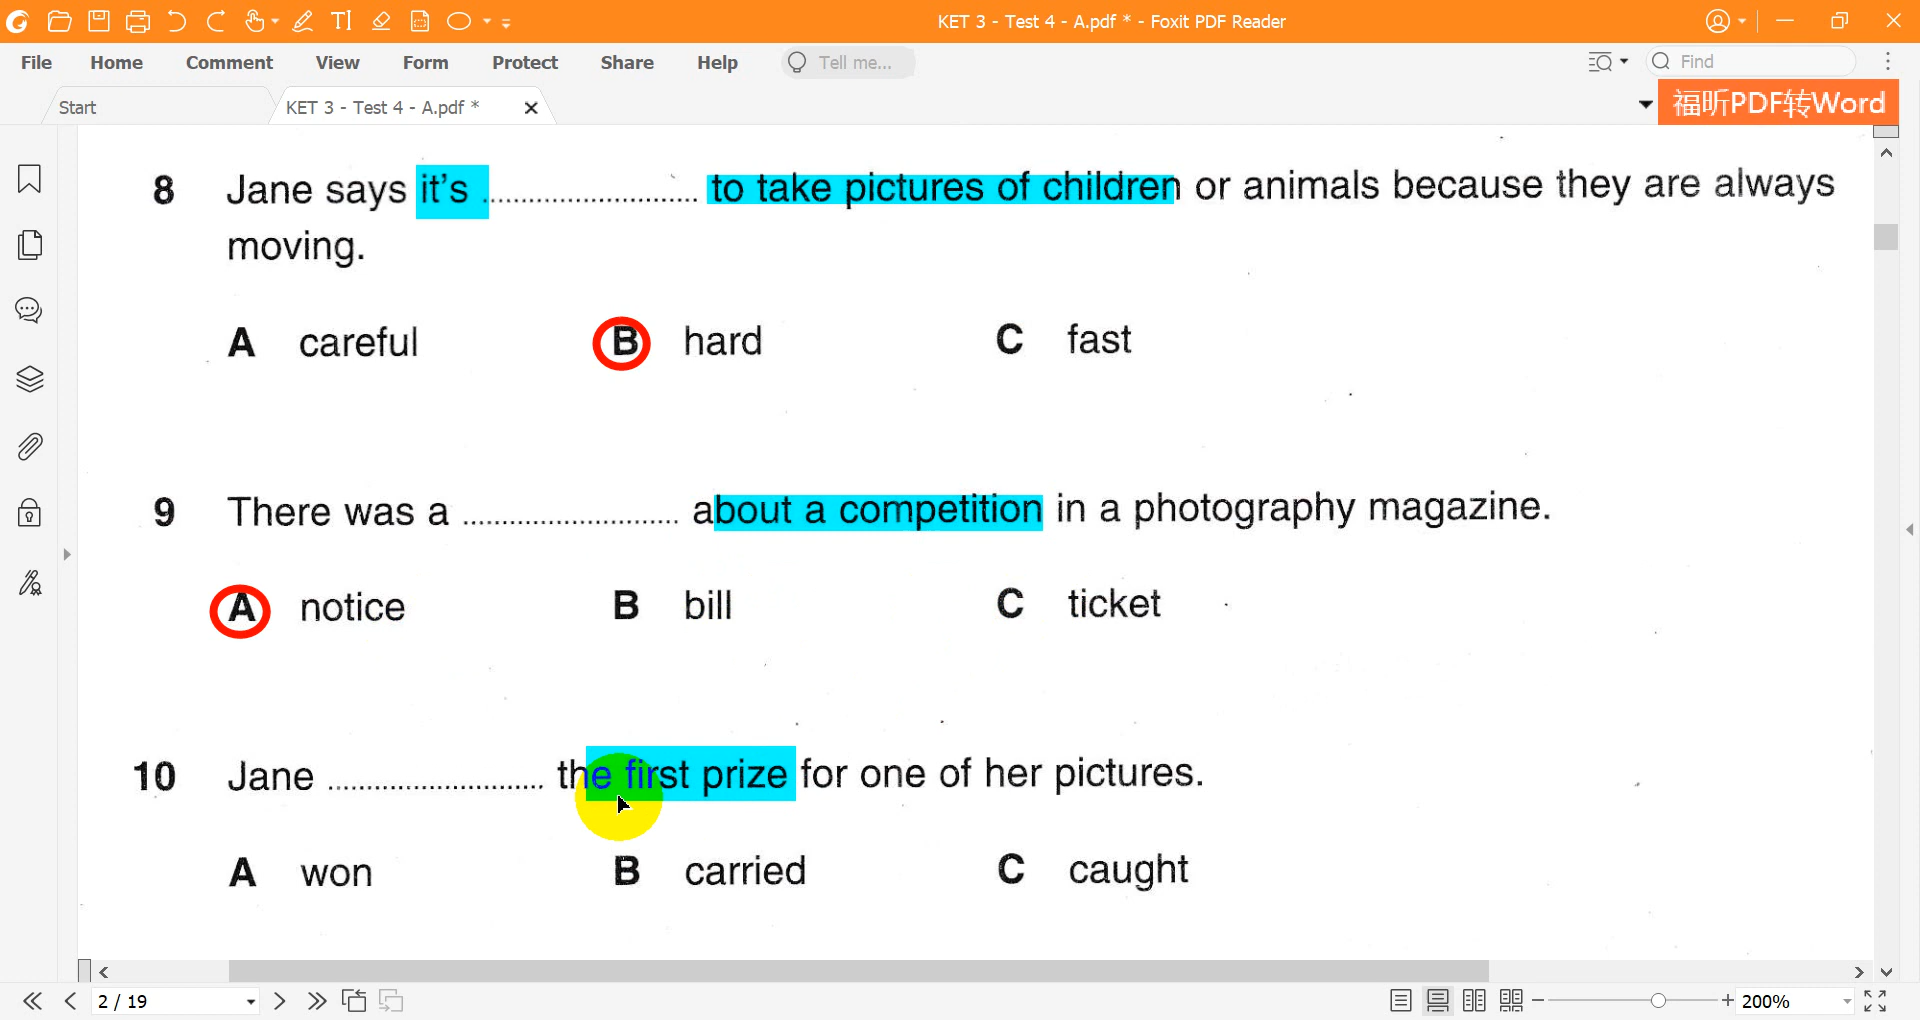 KET 3 - Test 4 - A.pdf * - Foxit PDF Reader
File Home Comment View Form Protect Share Help Tell me... Find
Start KET 3 - Test 4 - A.pdf * 福昕PDF转Word
8 Jane says it's ........................... to take pictures of children or animals because they are always
moving.
A careful B hard C fast
9 There was a ........................... about a competition in a photography magazine.
A notice B bill C ticket
10 Jane ........................... the first prize for one of her pictures.
A won B carried C caught
2 / 19 200%